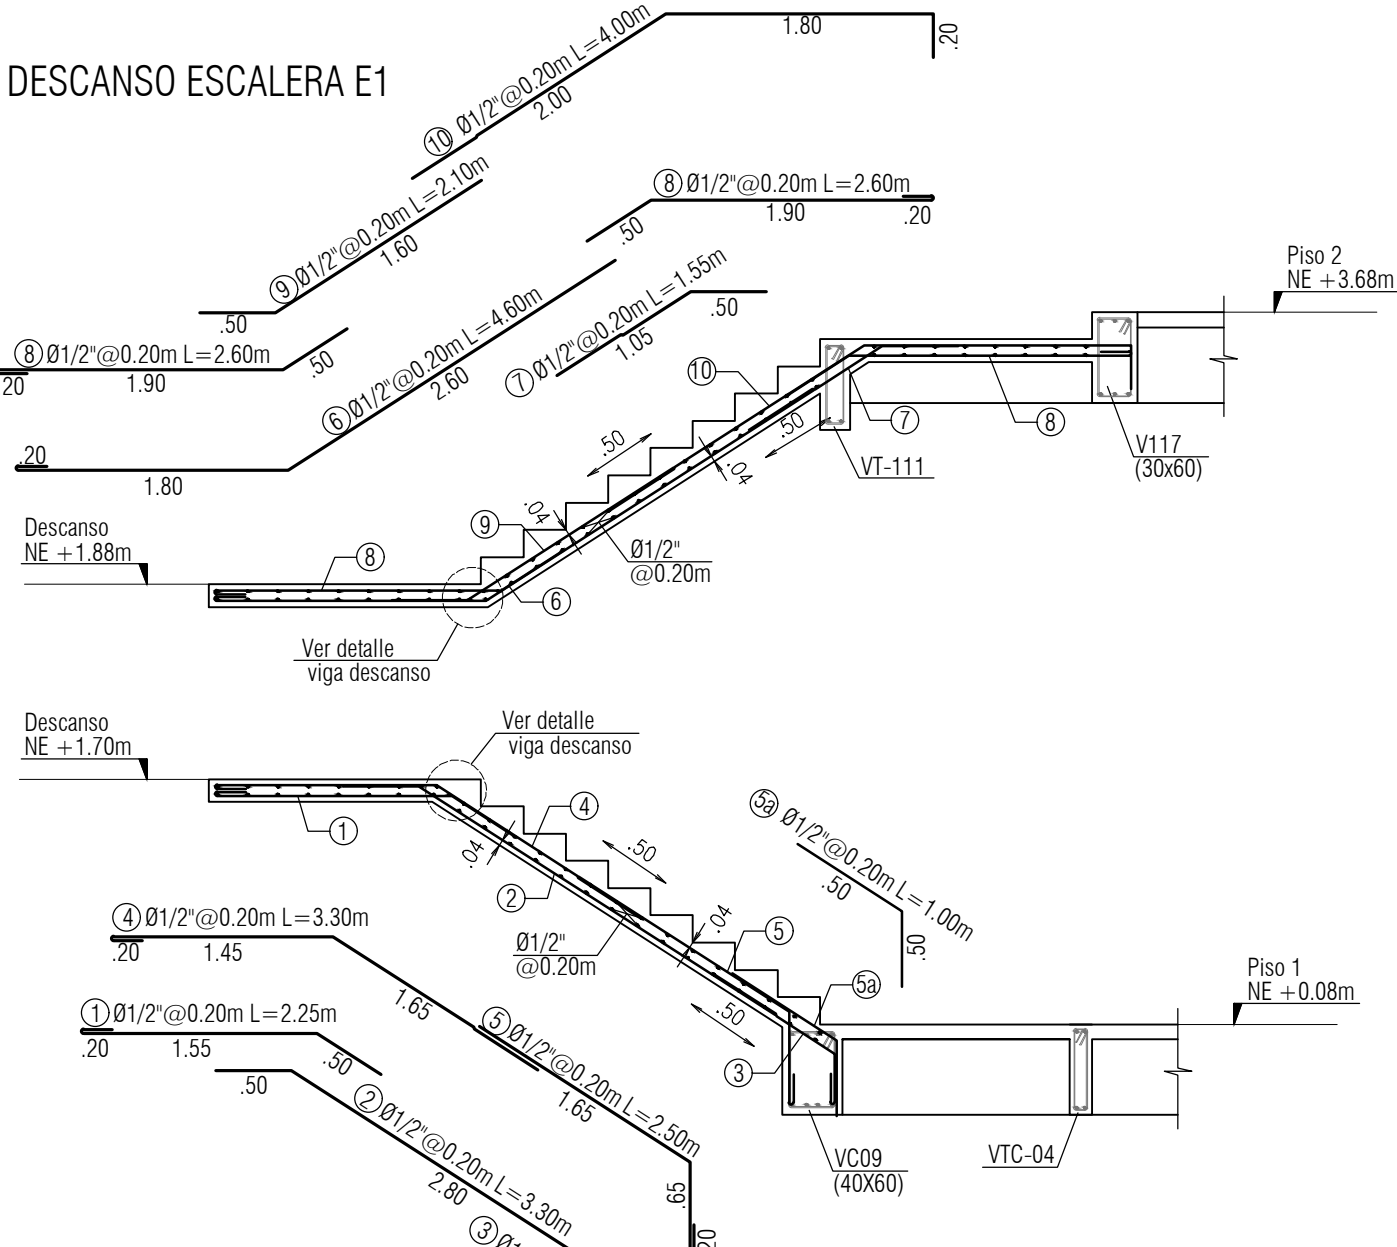 DESCANSO ESCALERA E1
⑩ Ø1/2"@0.20m L=4.00m
2.00
1.80
.20
⑨ Ø1/2"@0.20m L=2.10m
1.60
.50
⑧ Ø1/2"@0.20m L=2.60m
1.90
.20
.50
⑦ Ø1/2"@0.20m L=1.55m
1.05
.50
⑧ Ø1/2"@0.20m L=2.60m
20
1.90
.50
⑥ Ø1/2"@0.20m L=4.60m
2.60
.20
1.80
Piso 2
NE +3.68m
⑩
.50
.50
.04
⑦
⑧
VT-111
V117
(30x60)
Descanso
NE +1.88m
⑧
⑨
.04
Ø1/2"
@0.20m
⑥
Ver detalle
viga descanso
Descanso
NE +1.70m
Ver detalle
viga descanso
①
④
.04
②
.50
Ø1/2"
@0.20m
.04
⑤
5a
.50
③
5a Ø1/2"@0.20m L=1.00m
.50
.50
Piso 1
NE +0.08m
VC09
(40X60)
VTC-04
④ Ø1/2"@0.20m L=3.30m
.20
1.45
1.65
① Ø1/2"@0.20m L=2.25m
.20
1.55
.50
⑤ Ø1/2"@0.20m L=2.50m
1.65
.65
20
.50
② Ø1/2"@0.20m L=3.30m
2.80
③ Ø1